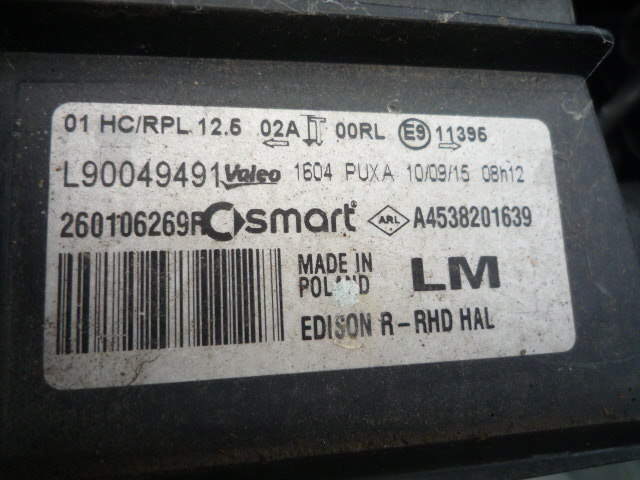 01 HC/RPL 12.5 02A 00RL E9 11395
L90049491 Valeo 1604 PUXA 10/09/15 08h12
260106269R smart ARL A4538201639
MADE IN POLAND LM
EDISON R-RHD HAL